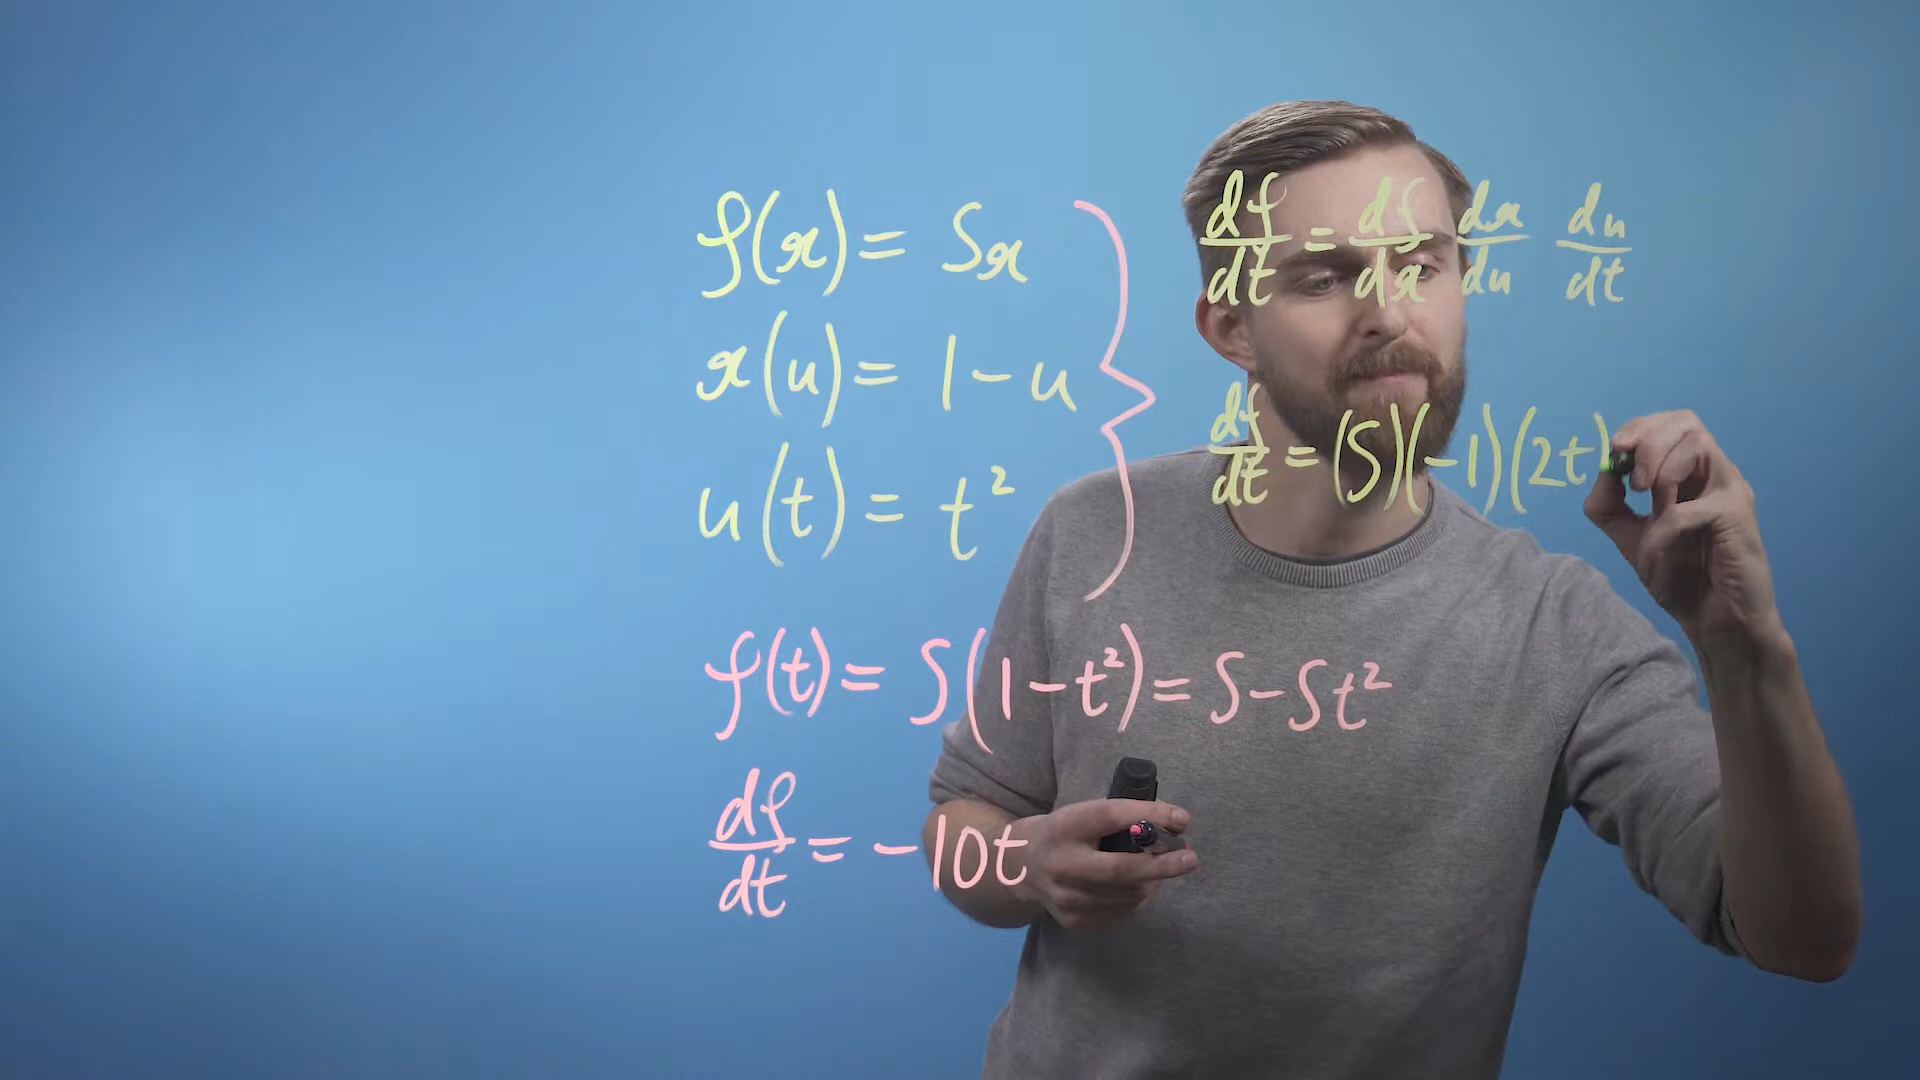 f(x) = 5x
x(u) = 1 - u
u(t) = t²
f(t) = 5(1 - t²) = 5 - 5t²
df/dt = -10t
df/dt = df/dx dx/du du/dt
df/dt = (5)(-1)(2t)